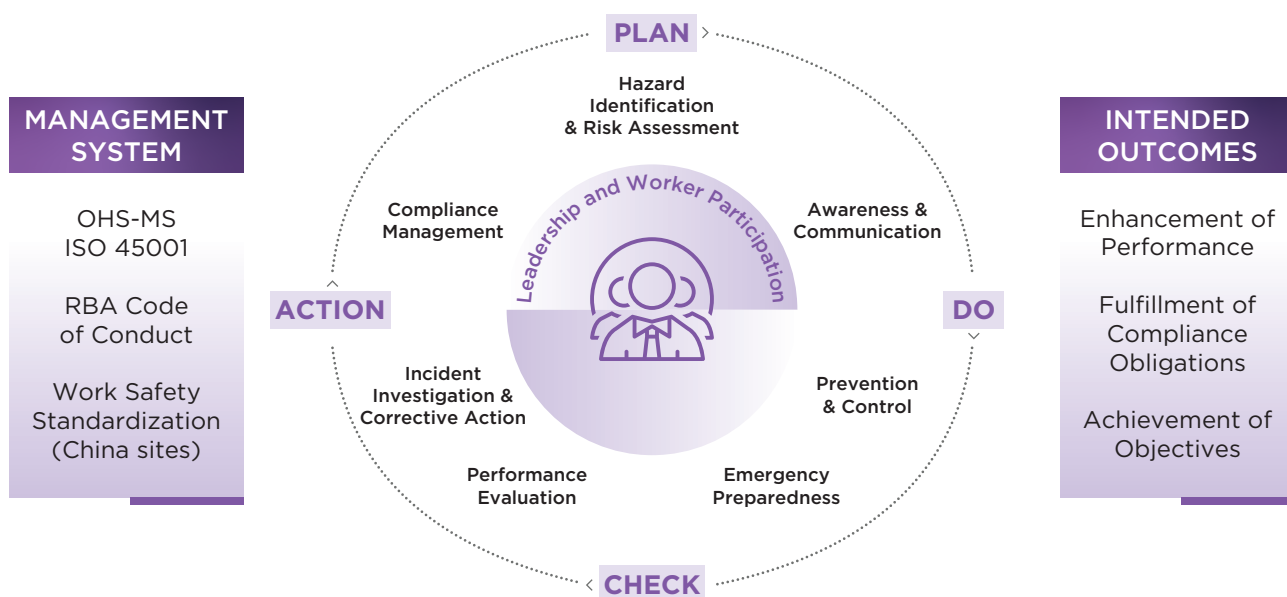 MANAGEMENT
SYSTEM
OHS-MS
ISO 45001
RBA Code
of Conduct
Work Safety
Standardization
(China sites)
PLAN
Hazard
Identification
& Risk Assessment
Compliance
Management
Leadership and Worker Participation
Awareness &
Communication
ACTION
DO
Incident
Investigation &
Corrective Action
Prevention
& Control
Performance
Evaluation
Emergency
Preparedness
CHECK
INTENDED
OUTCOMES
Enhancement of
Performance
Fulfillment of
Compliance
Obligations
Achievement of
Objectives